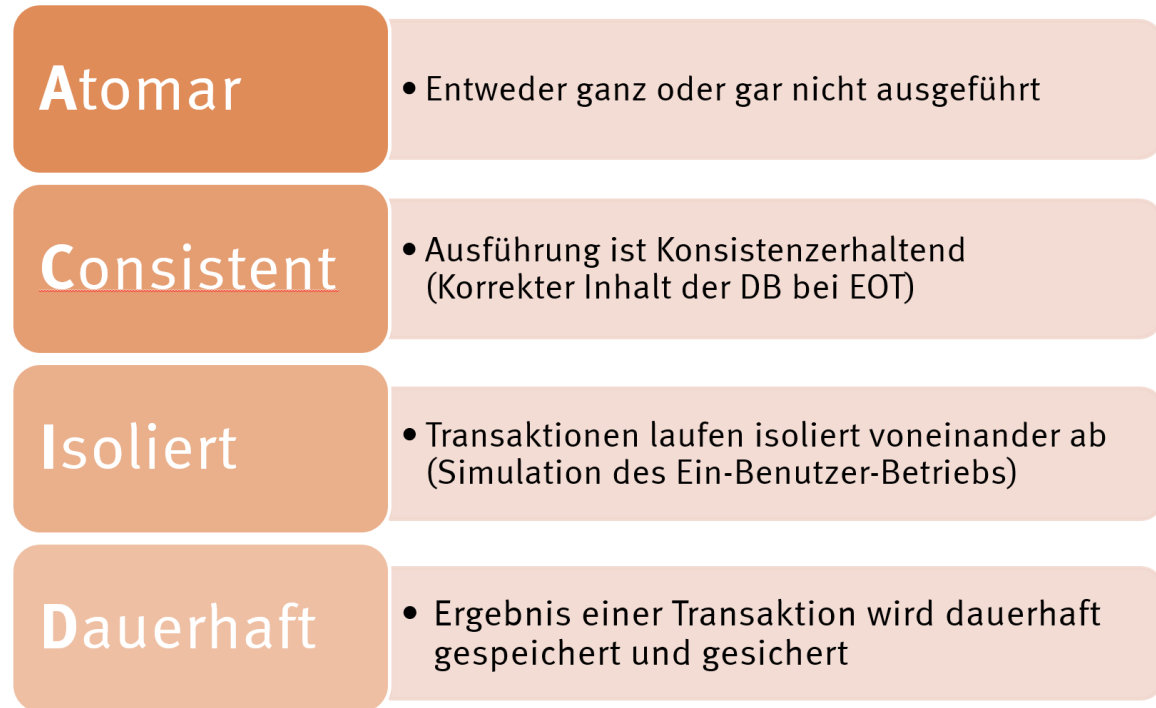 Atomar
• Entweder ganz oder gar nicht ausgeführt
Consistent
• Ausführung ist Konsistenzerhaltend
(Korrekter Inhalt der DB bei EOT)
Isoliert
• Transaktionen laufen isoliert voneinander ab
(Simulation des Ein-Benutzer-Betriebs)
Dauerhaft
• Ergebnis einer Transaktion wird dauerhaft
gespeichert und gesichert